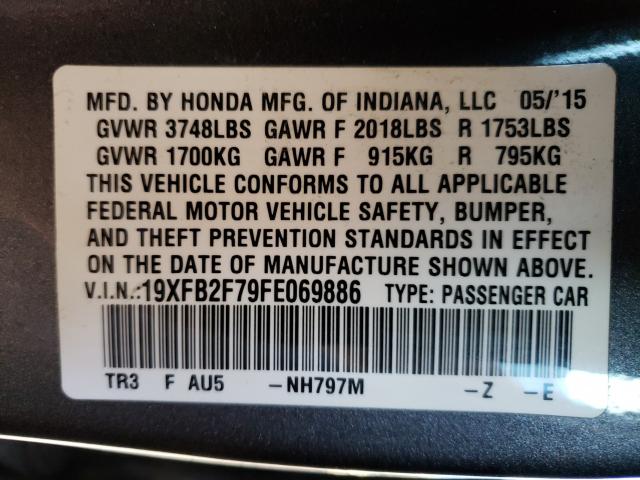 MFD. BY HONDA MFG. OF INDIANA, LLC 05/'15
GVWR 3748LBS GAWR F 2018LBS R 1753LBS
GVWR 1700KG GAWR F 915KG R 795KG
THIS VEHICLE CONFORMS TO ALL APPLICABLE
FEDERAL MOTOR VEHICLE SAFETY, BUMPER,
AND THEFT PREVENTION STANDARDS IN EFFECT
ON THE DATE OF MANUFACTURE SHOWN ABOVE.
V.I.N.:19XFB2F79FE069886 TYPE: PASSENGER CAR
TR3 F AU5 -NH797M -Z -E